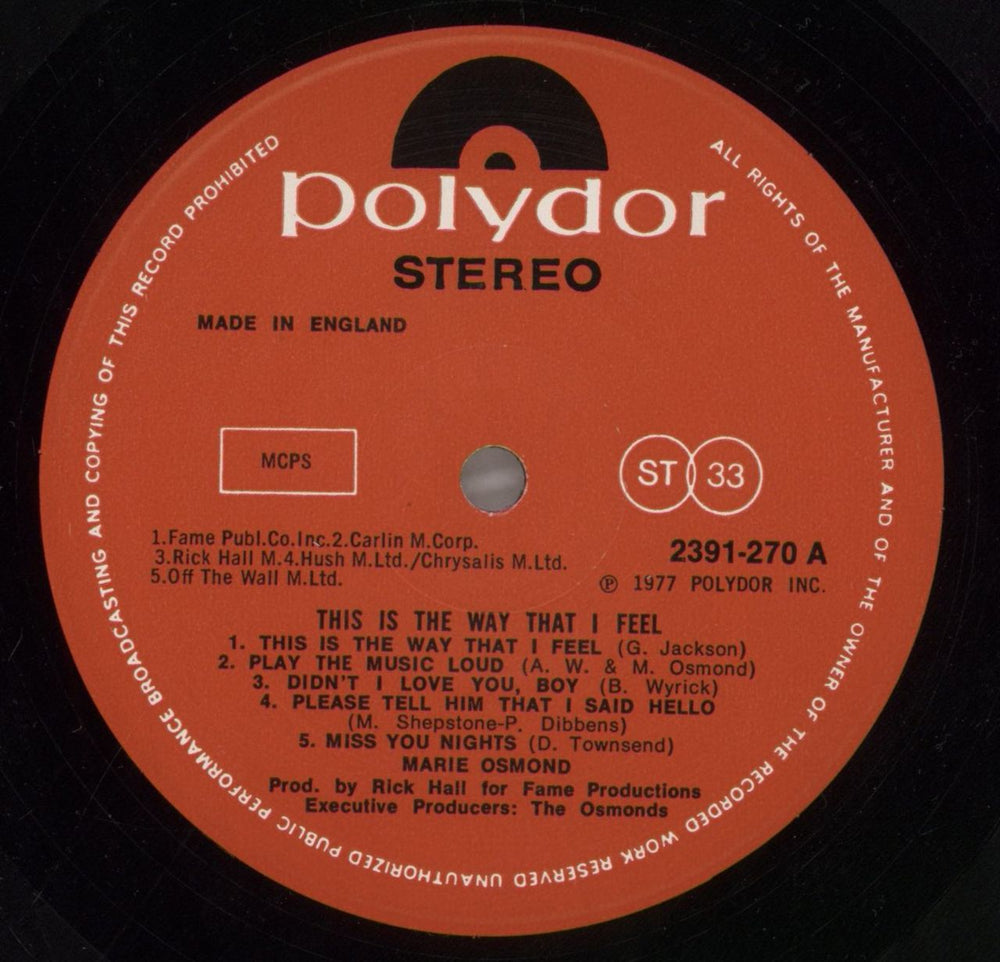 polydor
STEREO
MADE IN ENGLAND
MCPS
ST 33
1.Fame Publ.Co.Inc.2.Carlin M.Corp.
3.Rick Hall M.4.Hush M.Ltd./Chrysalis M.Ltd.
5.Off The Wall M.Ltd.
2391-270 A
℗ 1977 POLYDOR INC.
THIS IS THE WAY THAT I FEEL
1. THIS IS THE WAY THAT I FEEL (G. Jackson)
2. PLAY THE MUSIC LOUD (A. W. & M. Osmond)
3. DIDN'T I LOVE YOU, BOY (B. Wyrick)
4. PLEASE TELL HIM THAT I SAID HELLO
(M. Shepstone-P. Dibbens)
5. MISS YOU NIGHTS (D. Townsend)
MARIE OSMOND
Prod. by Rick Hall for Fame Productions
Executive Producers: The Osmonds
ALL RIGHTS OF THE MANUFACTURER AND OF THE OWNER OF THE RECORDED WORK RESERVED UNAUTHORIZED PUBLIC PERFORMANCE BROADCASTING AND COPYING OF THIS RECORD PROHIBITED